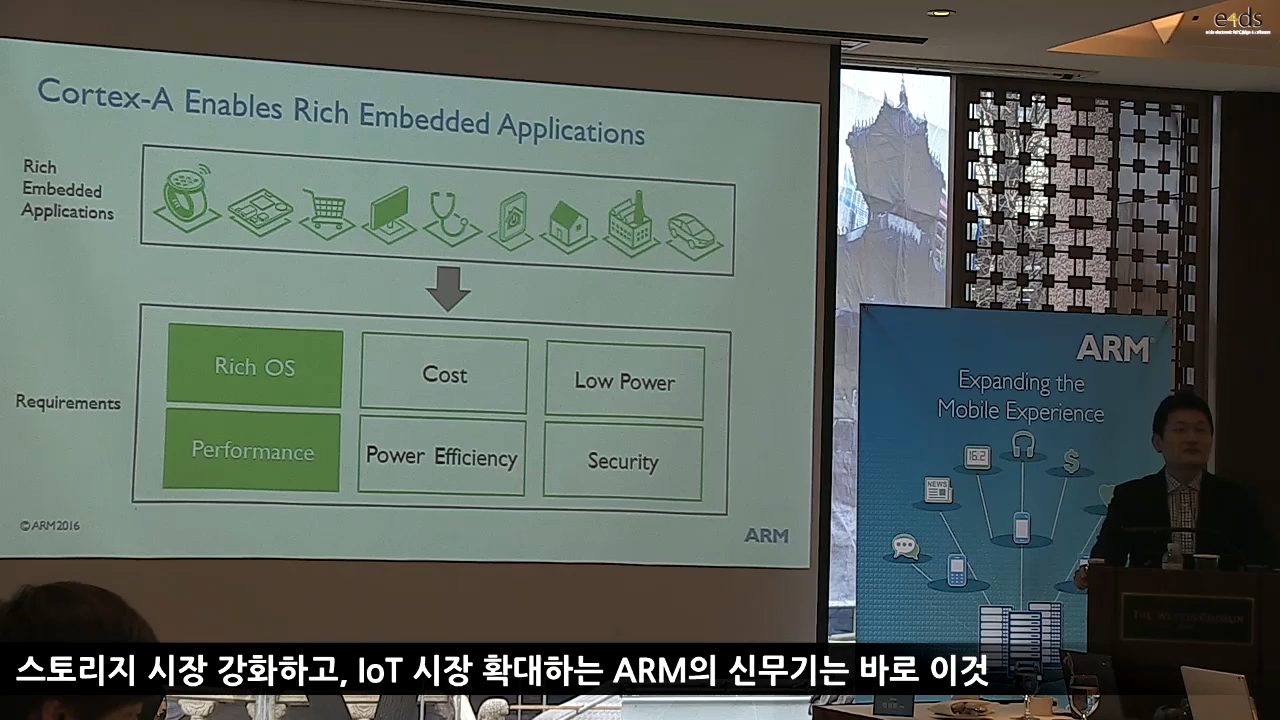 e4ds
Cortex-A Enables Rich Embedded Applications
Rich
Embedded
Applications
Requirements
Rich OS
Cost
Low Power
Performance
Power Efficiency
Security
© ARM 2016
ARM
ARM
Expanding the
Mobile Experience
16.2
$
NEWS
스토리지 시장 강화하고, IoT 시장 확대하는 ARM의 신무기는 바로 이것